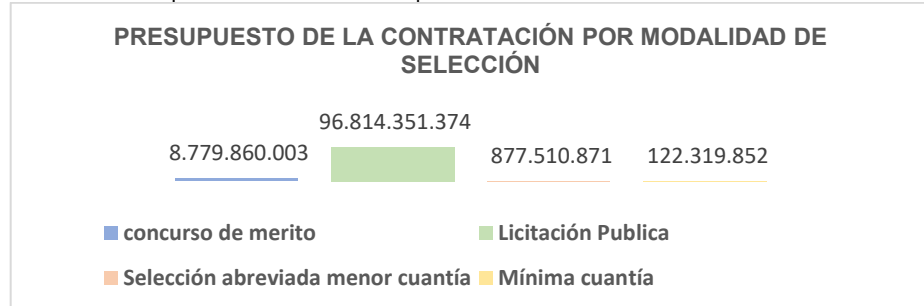 PRESUPUESTO DE LA CONTRATACIÓN POR MODALIDAD DE
SELECCIÓN
96.814.351.374
8.779.860.003
877.510.871
122.319.852
concurso de merito
Licitación Publica
Selección abreviada menor cuantía
Mínima cuantía